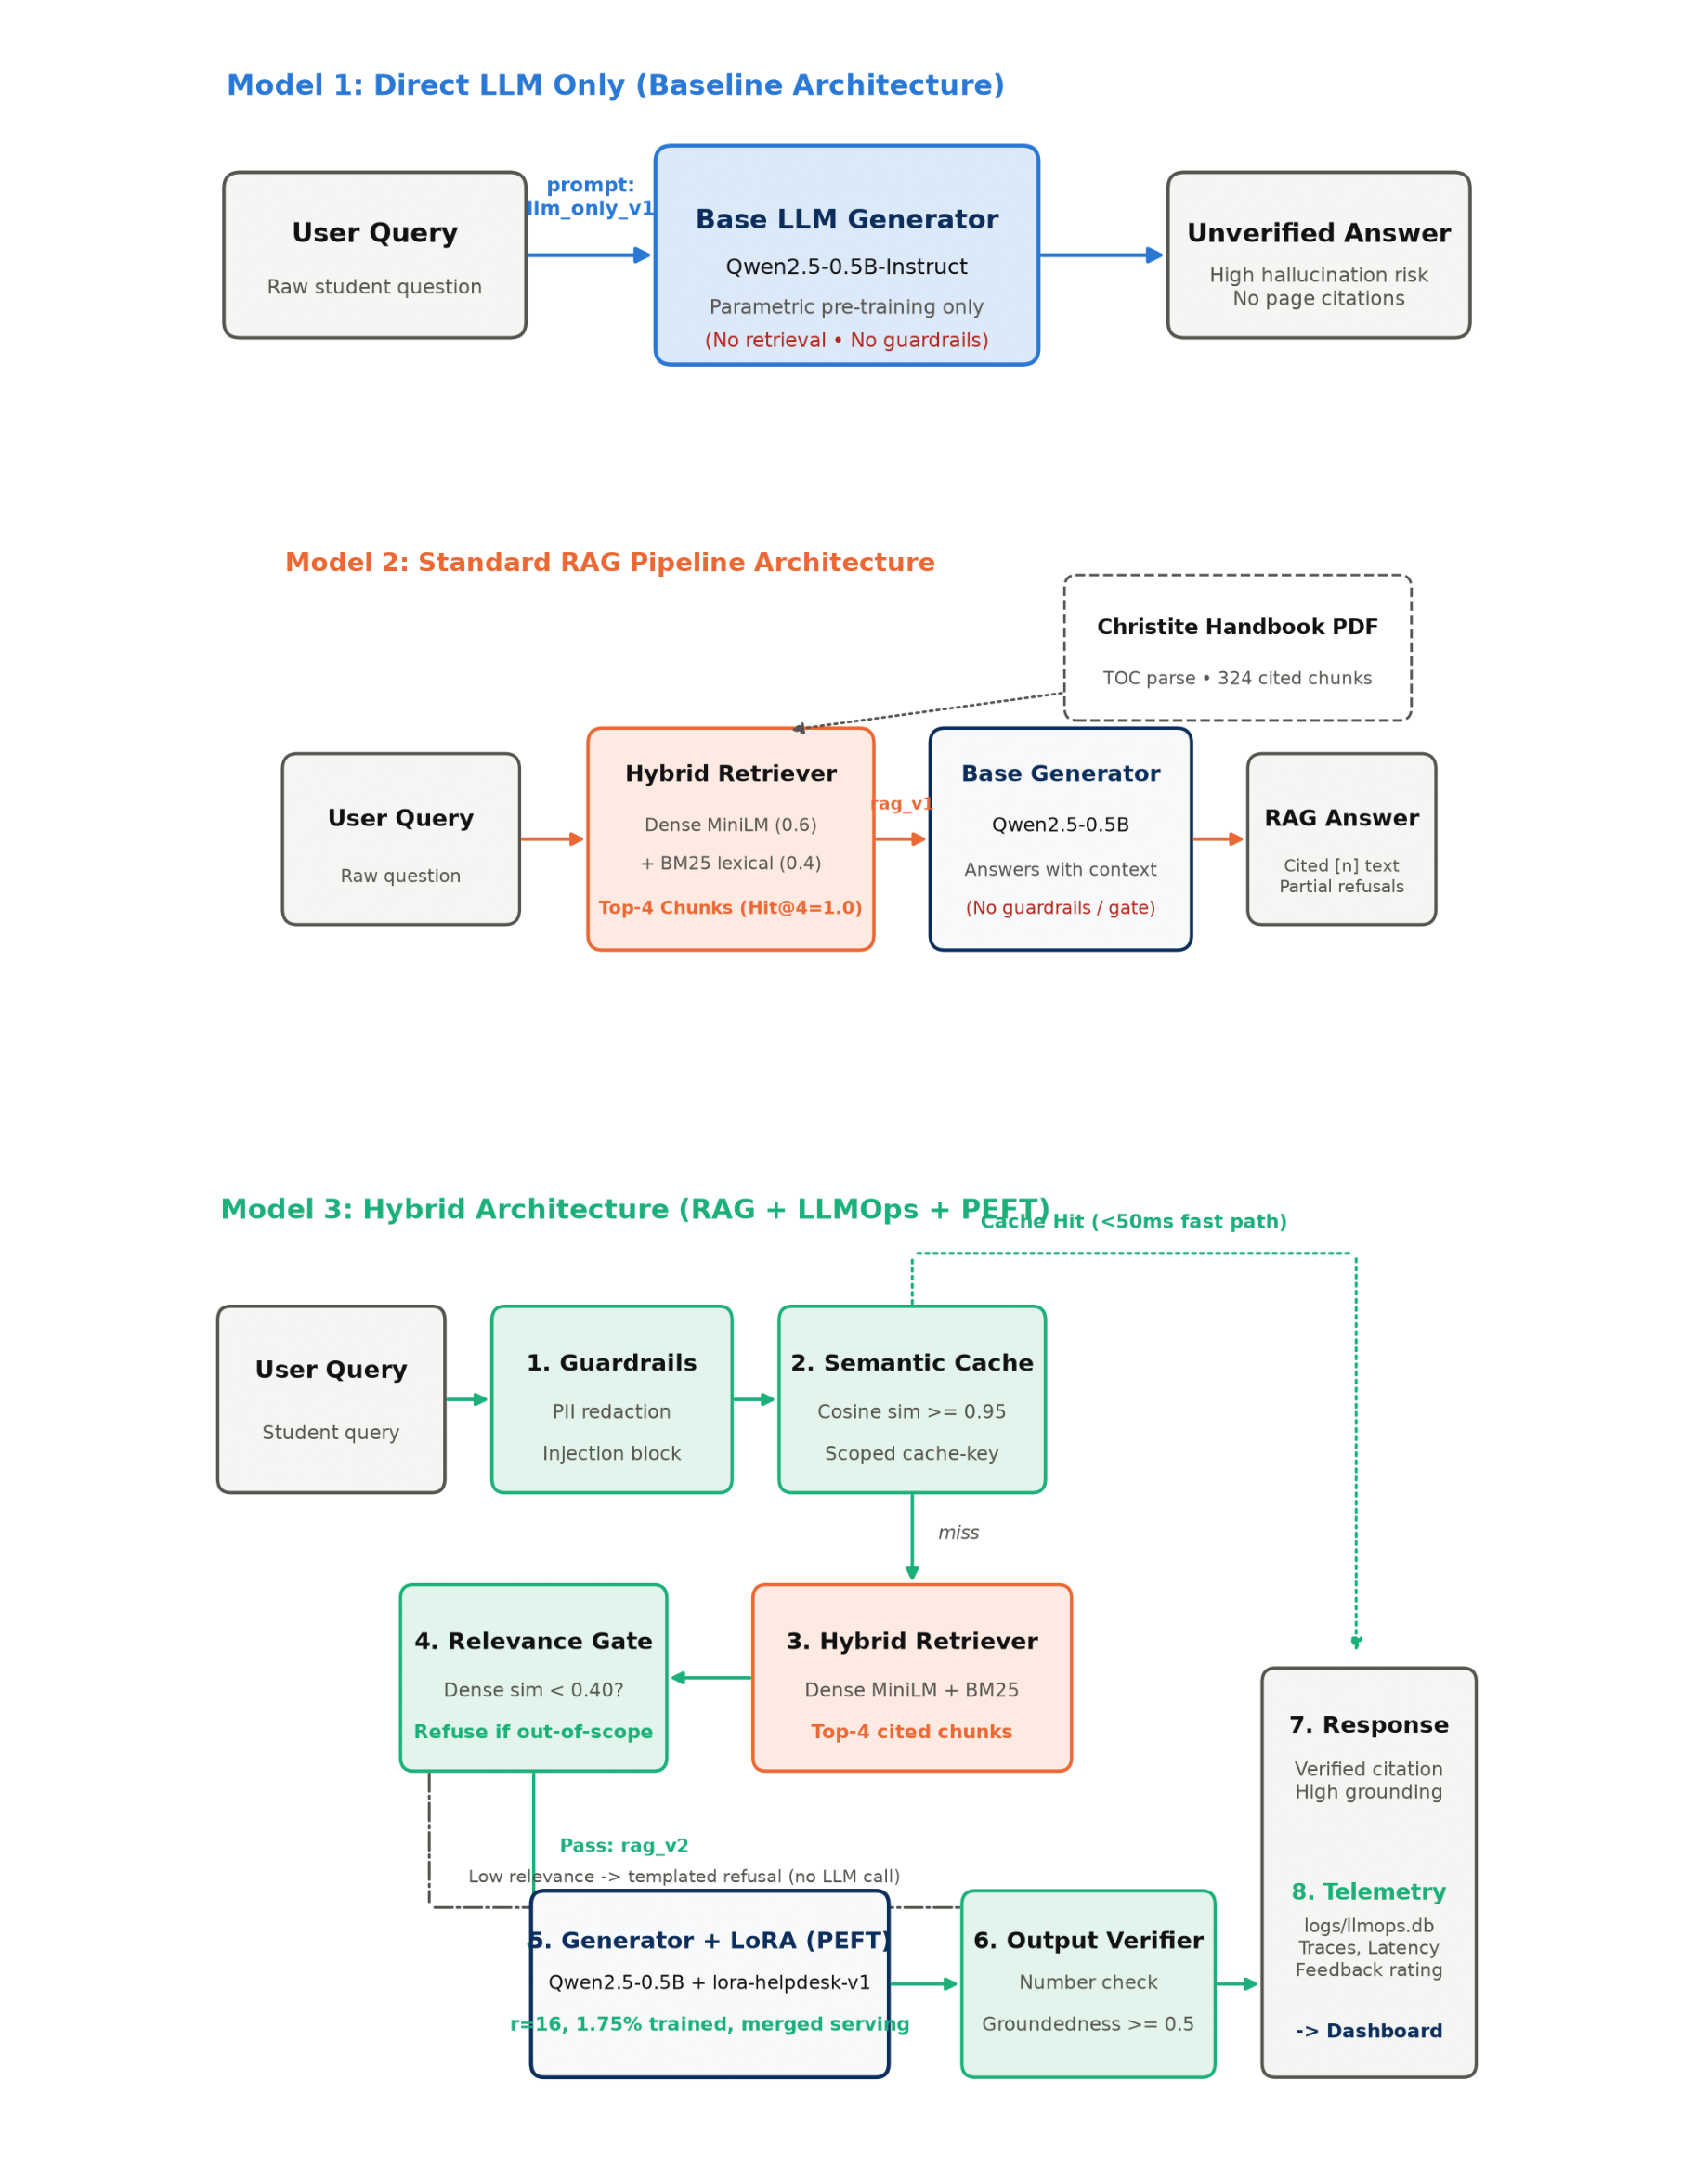 Model 1: Direct LLM Only (Baseline Architecture)
User Query
Raw student question
prompt:
llm_only_v1
Base LLM Generator
Qwen2.5-0.5B-Instruct
Parametric pre-training only
(No retrieval • No guardrails)
Unverified Answer
High hallucination risk
No page citations
Model 2: Standard RAG Pipeline Architecture
Christite Handbook PDF
TOC parse • 324 cited chunks
User Query
Raw question
Hybrid Retriever
Dense MiniLM (0.6)
+ BM25 lexical (0.4)
Top-4 Chunks (Hit@4=1.0)
rag_v1
Base Generator
Qwen2.5-0.5B
Answers with context
(No guardrails / gate)
RAG Answer
Cited [n] text
Partial refusals
Model 3: Hybrid Architecture (RAG + LLMOps + PEFT)
Cache Hit (<50ms fast path)
User Query
Student query
1. Guardrails
PII redaction
Injection block
2. Semantic Cache
Cosine sim >= 0.95
Scoped cache-key
miss
4. Relevance Gate
Dense sim < 0.40?
Refuse if out-of-scope
3. Hybrid Retriever
Dense MiniLM + BM25
Top-4 cited chunks
Pass: rag_v2
Low relevance -> templated refusal (no LLM call)
5. Generator + LoRA (PEFT)
Qwen2.5-0.5B + lora-helpdesk-v1
r=16, 1.75% trained, merged serving
6. Output Verifier
Number check
Groundedness >= 0.5
7. Response
Verified citation
High grounding
8. Telemetry
logs/llmops.db
Traces, Latency
Feedback rating
-> Dashboard